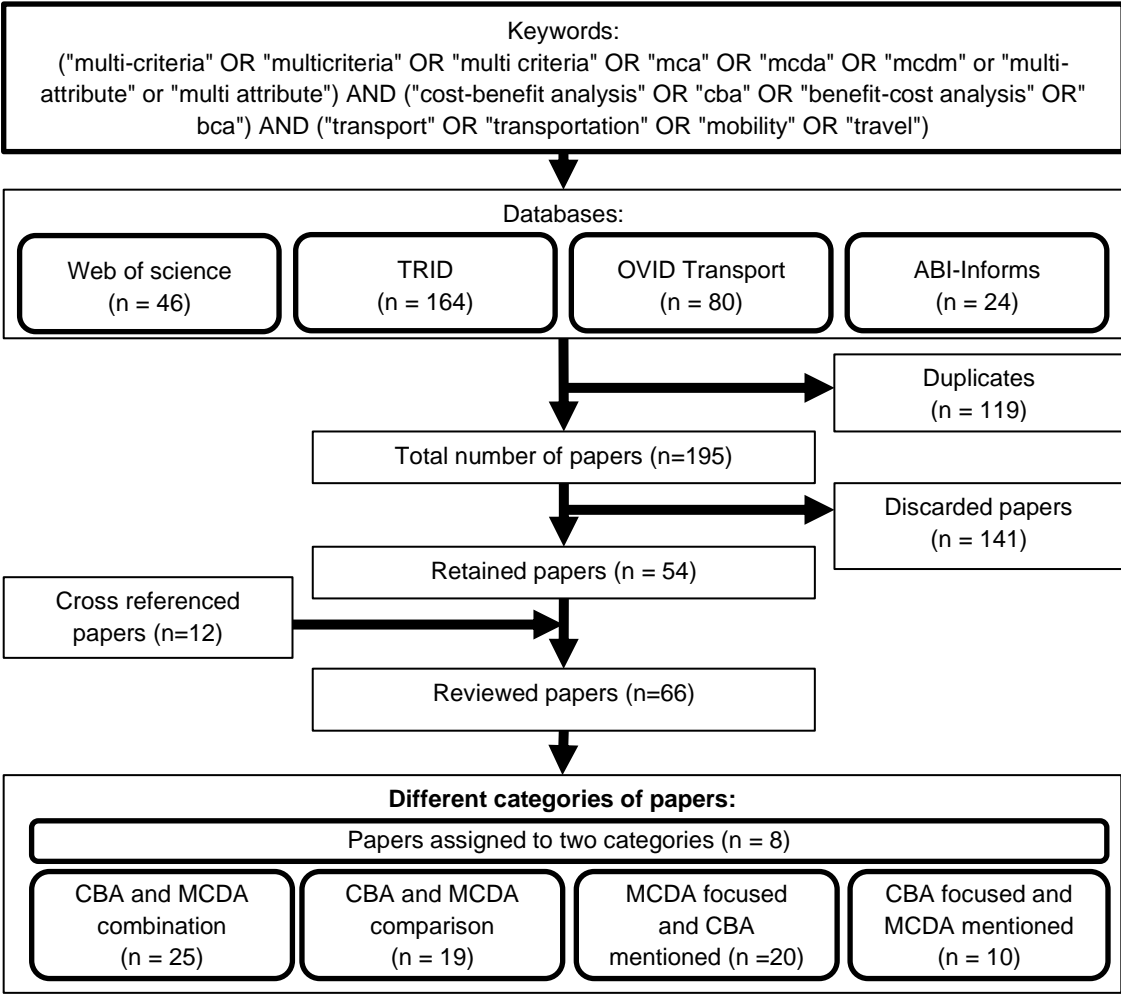 Keywords:
("multi-criteria" OR "multicriteria" OR "multi criteria" OR "mca" OR "mcda" OR "mcdm" or "multi-
attribute" or "multi attribute") AND ("cost-benefit analysis" OR "cba" OR "benefit-cost analysis" OR"
bca") AND ("transport" OR "transportation" OR "mobility" OR "travel")
Databases:
Web of science
(n = 46)
TRID
(n = 164)
OVID Transport
(n = 80)
ABI-Informs
(n = 24)
Duplicates
(n = 119)
Total number of papers (n=195)
Discarded papers
(n = 141)
Retained papers (n = 54)
Cross referenced
papers (n=12)
Reviewed papers (n=66)
Different categories of papers:
Papers assigned to two categories (n = 8)
CBA and MCDA
combination
(n = 25)
CBA and MCDA
comparison
(n = 19)
MCDA focused
and CBA
mentioned (n =20)
CBA focused and
MCDA mentioned
(n = 10)